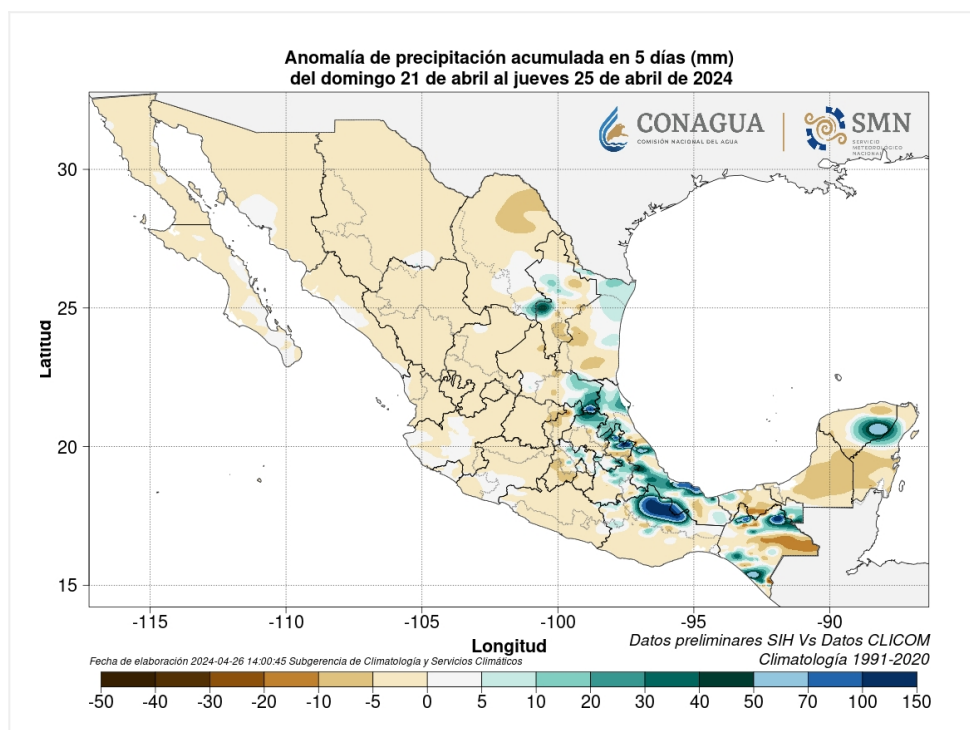 Anomalía de precipitación acumulada en 5 días (mm)
del domingo 21 de abril al jueves 25 de abril de 2024
CONAGUA
COMISIÓN NACIONAL DEL AGUA
SMN
SERVICIO
METEOROLÓGICO
NACIONAL
30
25
20
15
Latitud
-115 -110 -105 -100 -95 -90
Longitud
Datos preliminares SIH Vs Datos CLICOM
Climatología 1991-2020
Fecha de elaboración 2024-04-26 14:00:45 Subgerencia de Climatología y Servicios Climáticos
-50 -40 -30 -20 -10 -5 0 5 10 20 30 40 50 70 100 150